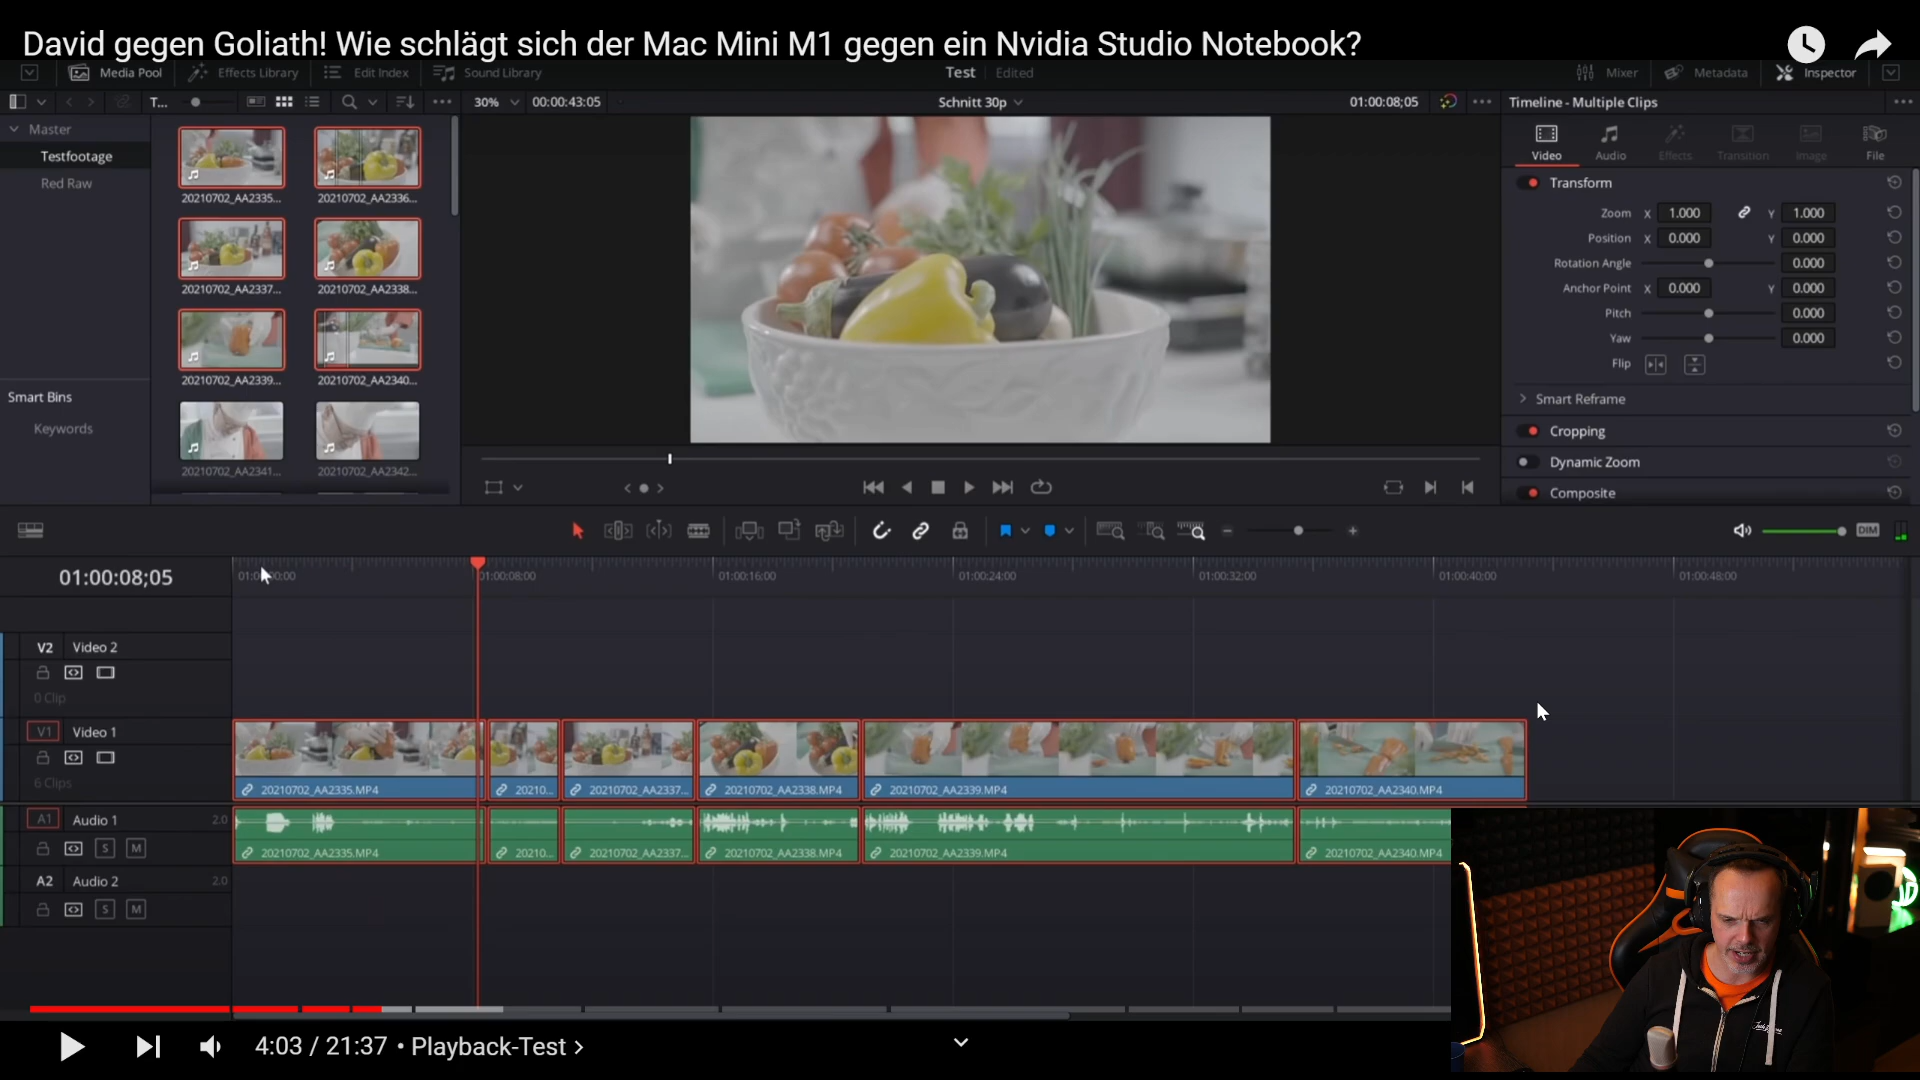 David gegen Goliath! Wie schlägt sich der Mac Mini M1 gegen ein Nvidia Studio Notebook?
Media Pool Effects Library Edit Index Sound Library Test Edited Mixer Metadata Inspector
T... 30% 00:00:43:05 Schnitt 30p 01:00:08;05 Timeline - Multiple Clips
Master
Testfootage
Red Raw
Smart Bins
Keywords
20210702_AA2335... 20210702_AA2336...
20210702_AA2337... 20210702_AA2338...
20210702_AA2339... 20210702_AA2340...
20210702_AA2341... 20210702_AA2342...
Video Audio Effects Transition Image File
Transform
Zoom X 1.000 Y 1.000
Position X 0.000 Y 0.000
Rotation Angle 0.000
Anchor Point X 0.000 Y 0.000
Pitch 0.000
Yaw 0.000
Flip
Smart Reframe
Cropping
Dynamic Zoom
Composite
DIM
01:00:08;05
01:00:08:00 01:00:16:00 01:00:24:00 01:00:32:00 01:00:40:00 01:00:48:00
V2 Video 2
0 Clip
V1 Video 1
6 Clips
20210702_AA2335.MP4 20210... 20210702_AA2337... 20210702_AA2338.MP4 20210702_AA2339.MP4 20210702_AA2340.MP4
A1 Audio 1 2.0
S M
20210702_AA2335.MP4 20210... 20210702_AA2337... 20210702_AA2338.MP4 20210702_AA2339.MP4 20210702_AA2340.MP4
A2 Audio 2 2.0
S M
4:03 / 21:37 • Playback-Test >